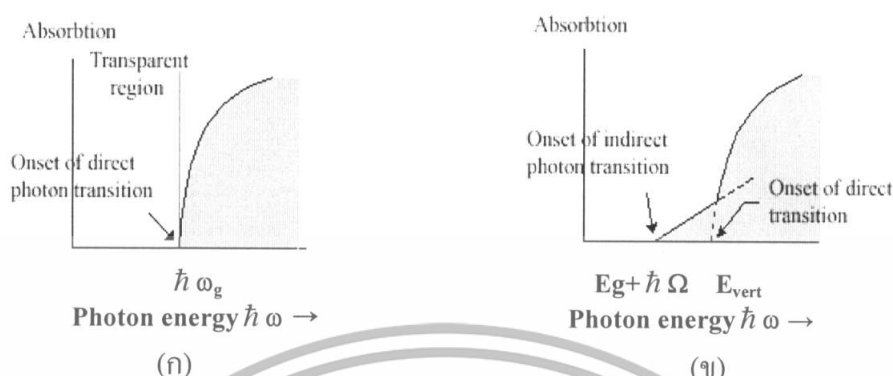 Absorbtion
Transparent
region
Onset of direct
photon transition
ħ ω_g
Photon energy ħ ω →
(ก)
Absorbtion
Onset of indirect
photon transition
Onset of direct
transition
Eg+ ħ Ω E_vert
Photon energy ħ ω →
(ข)